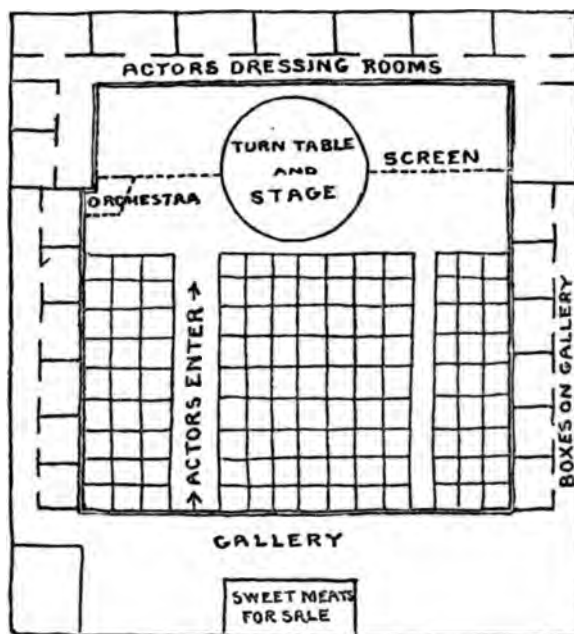 ACTORS DRESSING ROOMS
TURN TABLE
AND
STAGE
SCREEN
ORCHESTRA
ACTORS ENTER
BOXES ON GALLERY
GALLERY
SWEET MEATS
FOR SALE